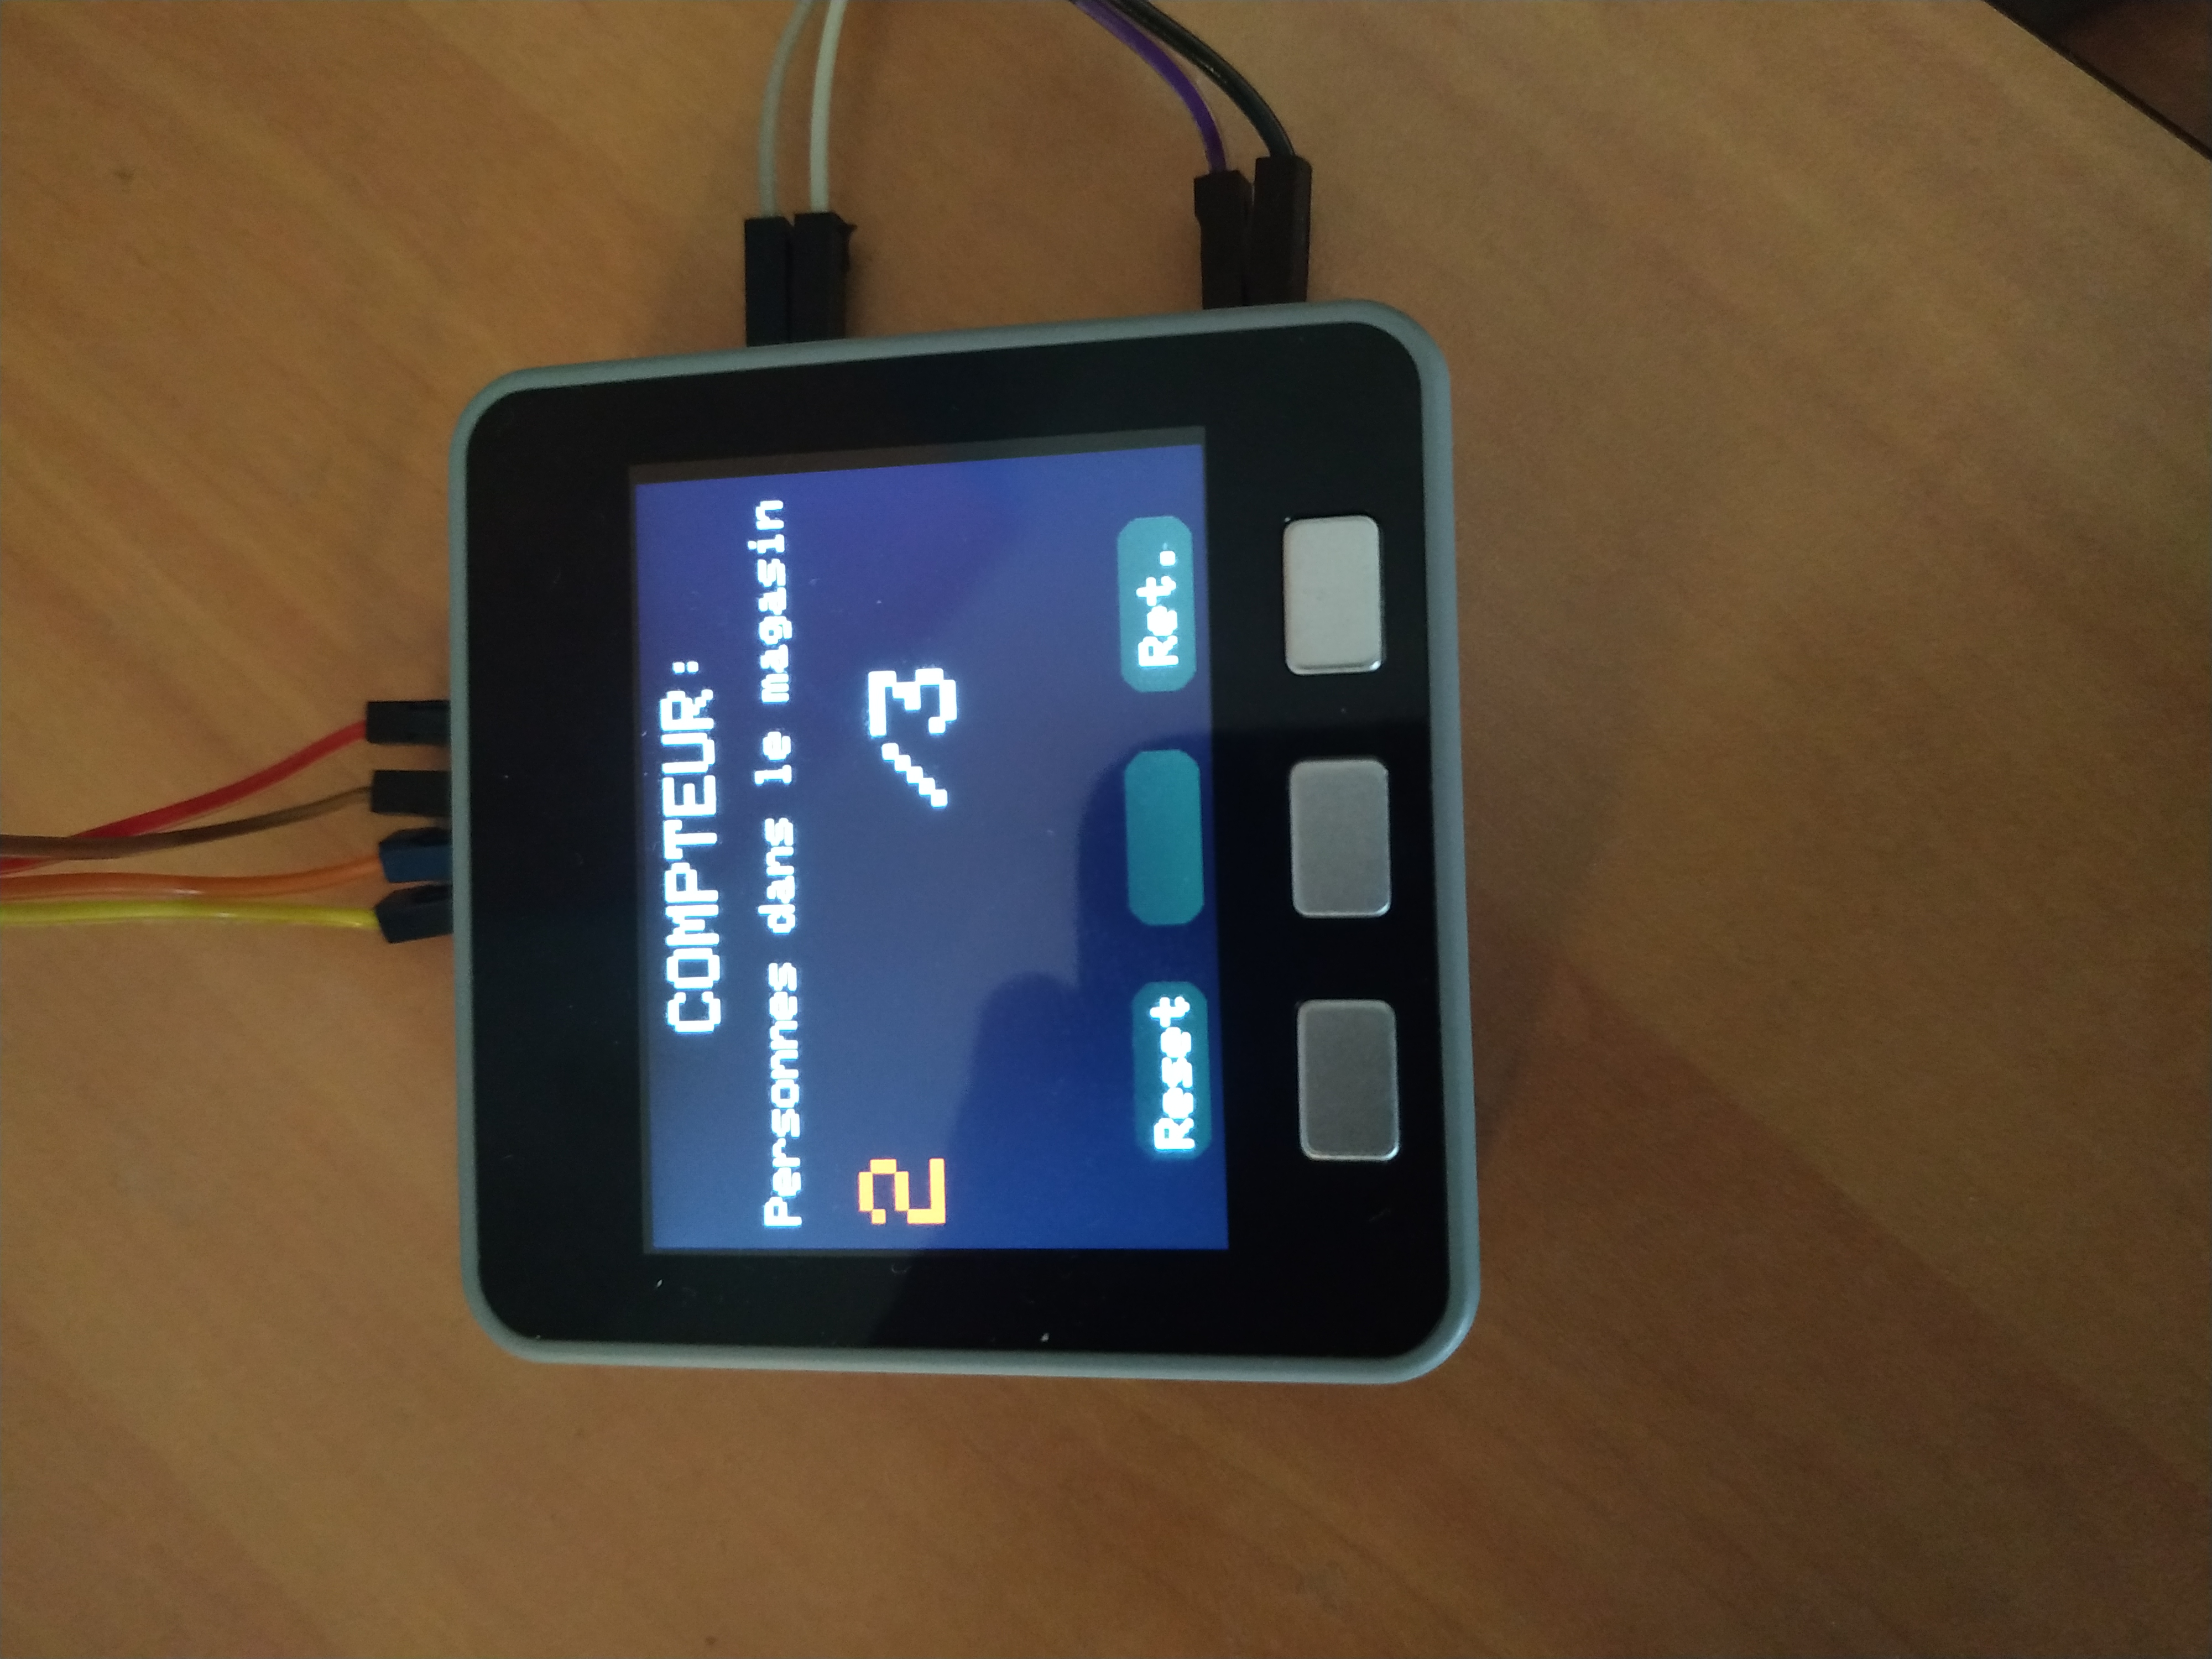 COMPTEUR:
Personnes dans le magasin
2 /3
Reset Ret.